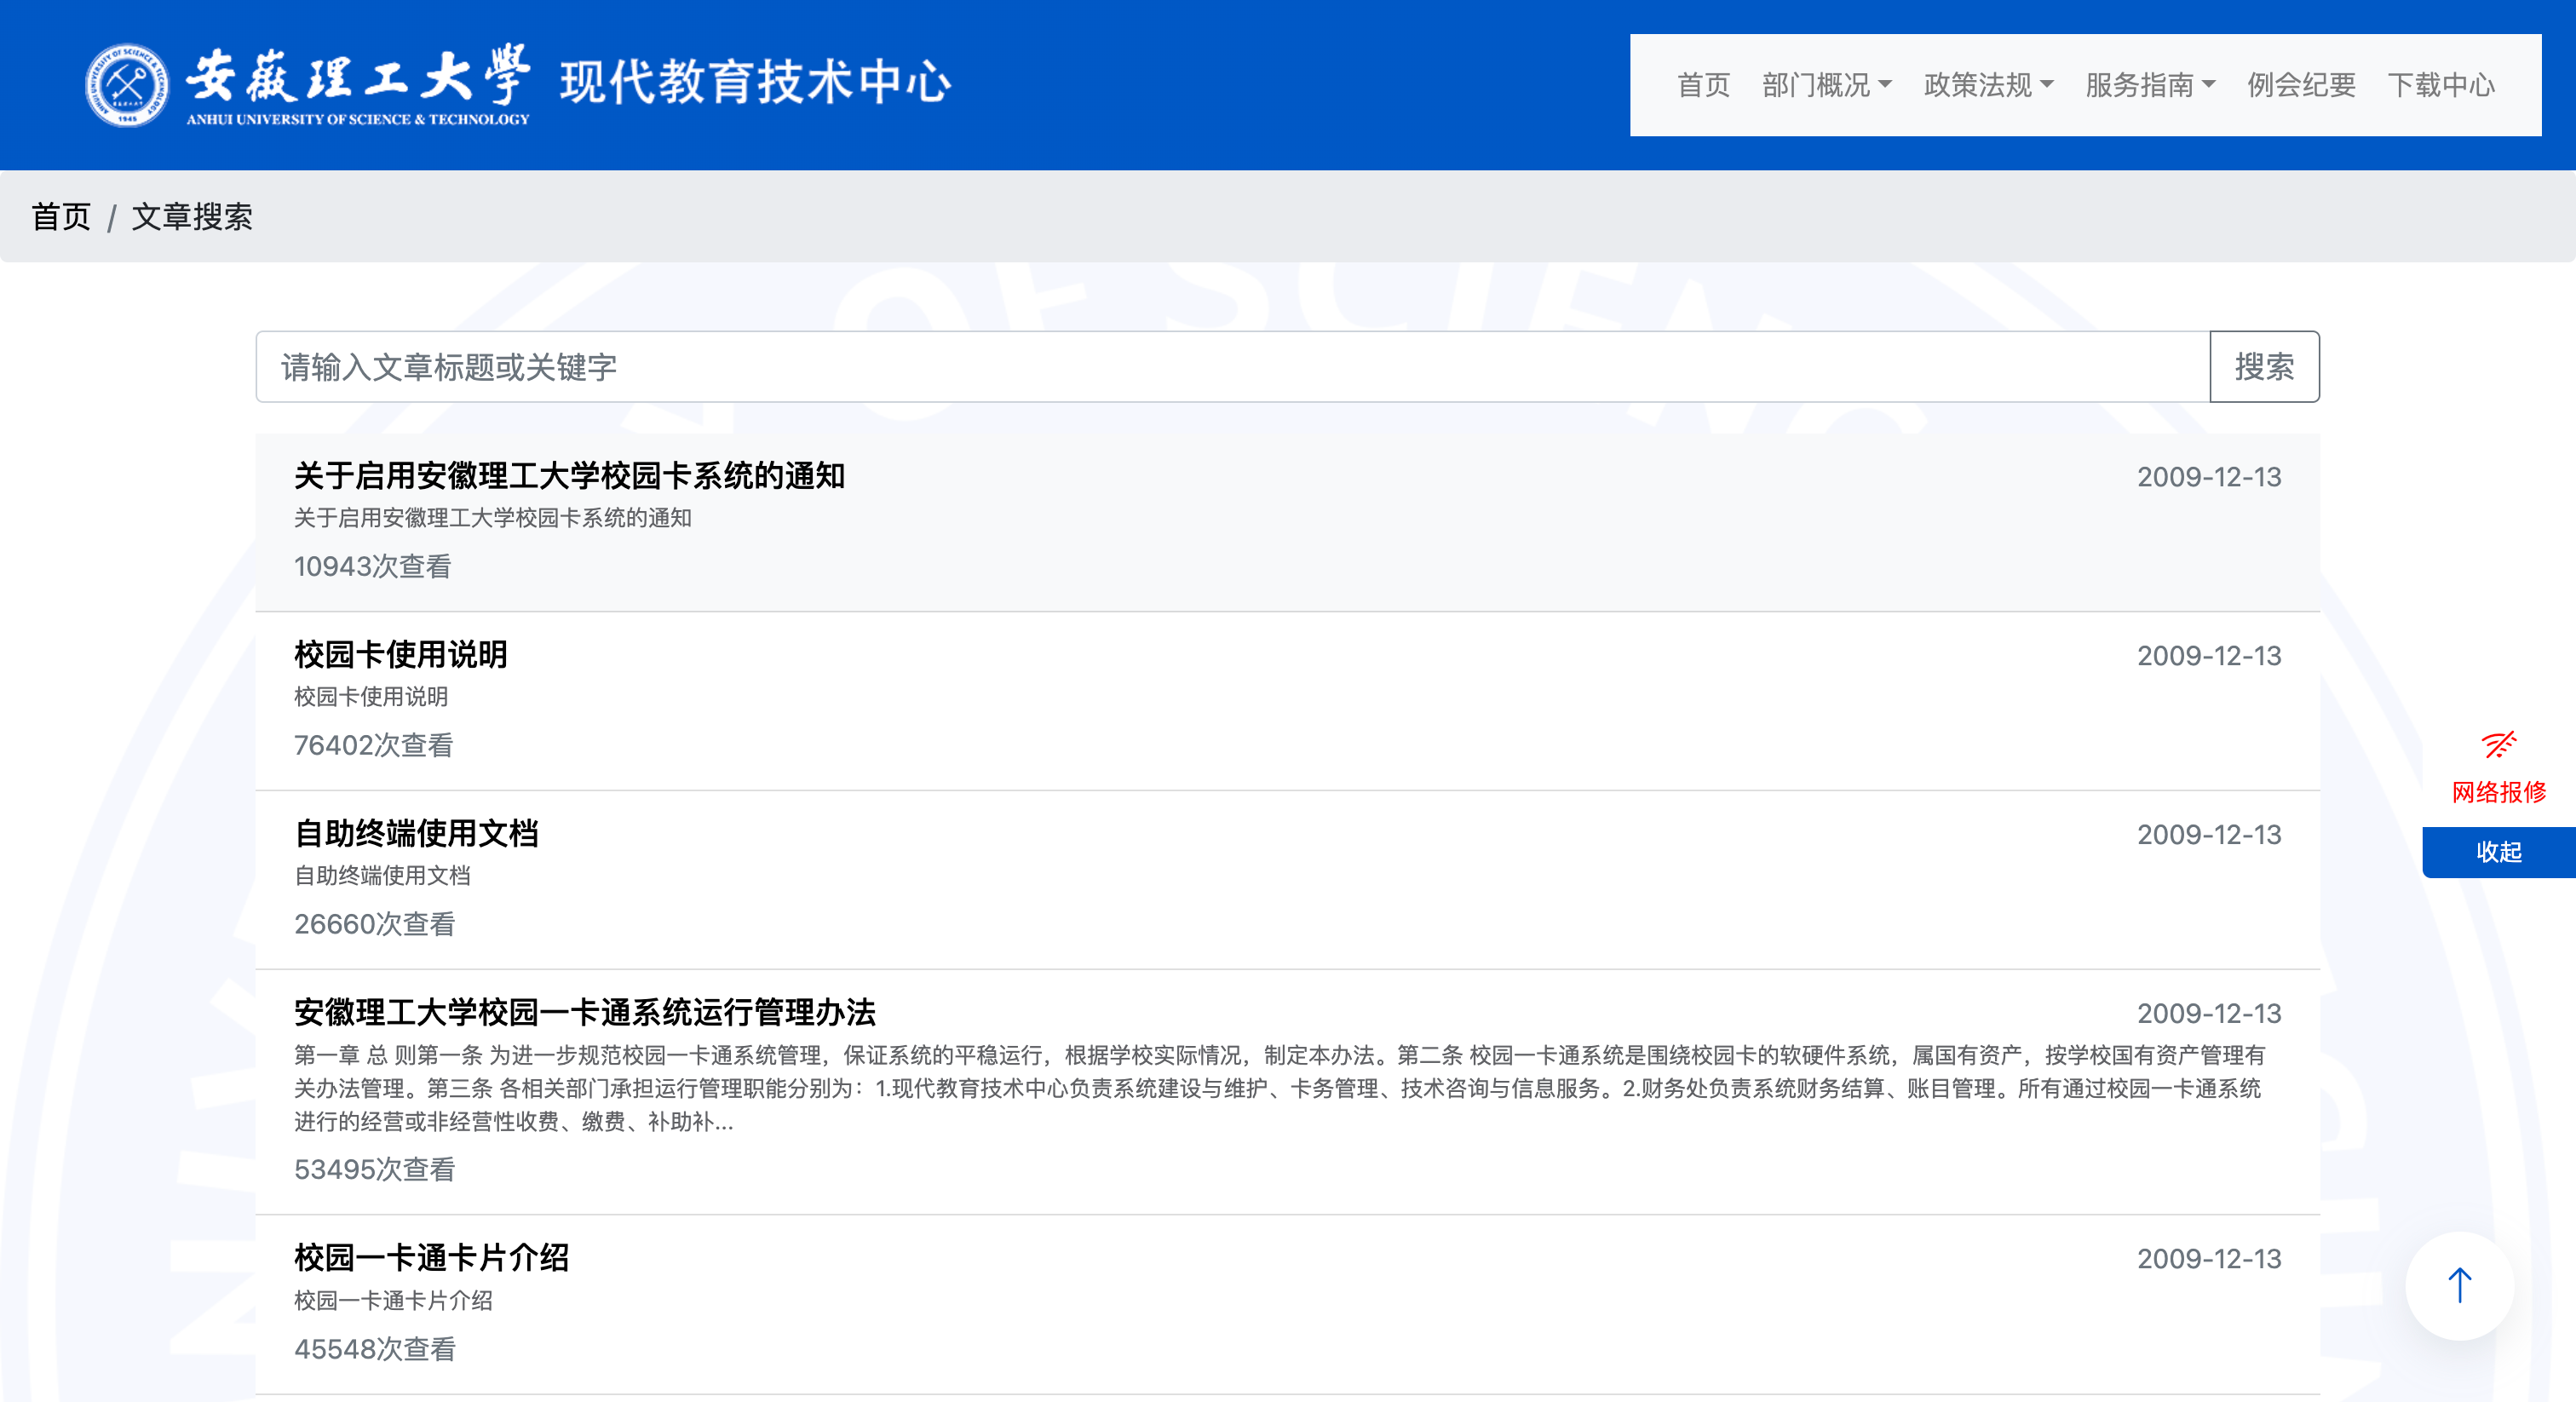 安徽理工大學 现代教育技术中心
ANHUI UNIVERSITY OF SCIENCE & TECHNOLOGY
首页 部门概况 政策法规 服务指南 例会纪要 下载中心
首页 / 文章搜索
请输入文章标题或关键字 搜索
关于启用安徽理工大学校园卡系统的通知 2009-12-13
关于启用安徽理工大学校园卡系统的通知
10943次查看
校园卡使用说明 2009-12-13
校园卡使用说明
76402次查看
自助终端使用文档 2009-12-13
自助终端使用文档
26660次查看
安徽理工大学校园一卡通系统运行管理办法 2009-12-13
第一章 总 则第一条 为进一步规范校园一卡通系统管理，保证系统的平稳运行，根据学校实际情况，制定本办法。第二条 校园一卡通系统是围绕校园卡的软硬件系统，属国有资产，按学校国有资产管理有
关办法管理。第三条 各相关部门承担运行管理职能分别为：1.现代教育技术中心负责系统建设与维护、卡务管理、技术咨询与信息服务。2.财务处负责系统财务结算、账目管理。所有通过校园一卡通系统
进行的经营或非经营性收费、缴费、补助补...
53495次查看
校园一卡通卡片介绍 2009-12-13
校园一卡通卡片介绍
45548次查看
网络报修
收起